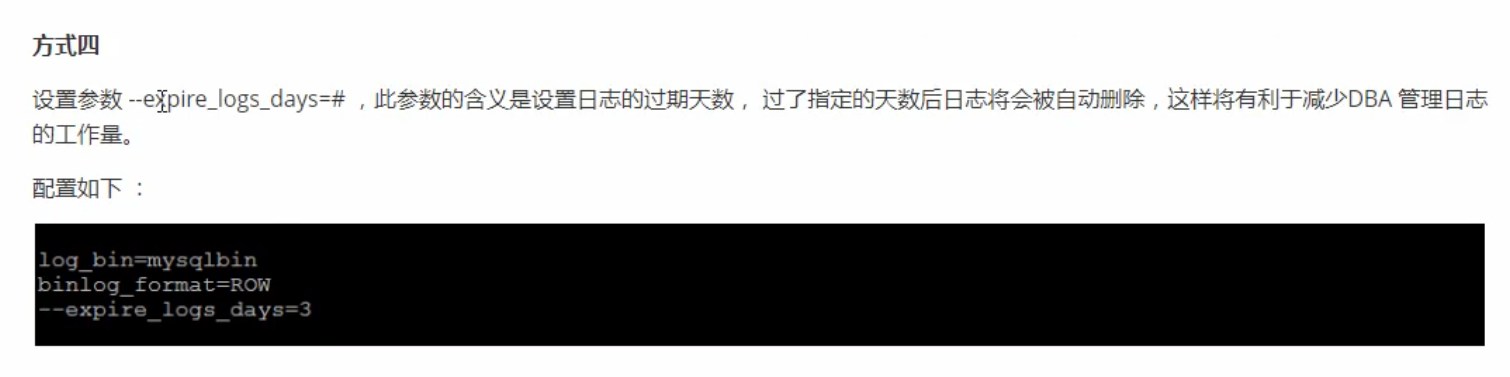 方式四
设置参数 --expire_logs_days=# ，此参数的含义是设置日志的过期天数， 过了指定的天数后日志将会被自动删除，这样将有利于减少DBA 管理日志
的工作量。
配置如下 ：
log_bin=mysqlbin
binlog_format=ROW
--expire_logs_days=3